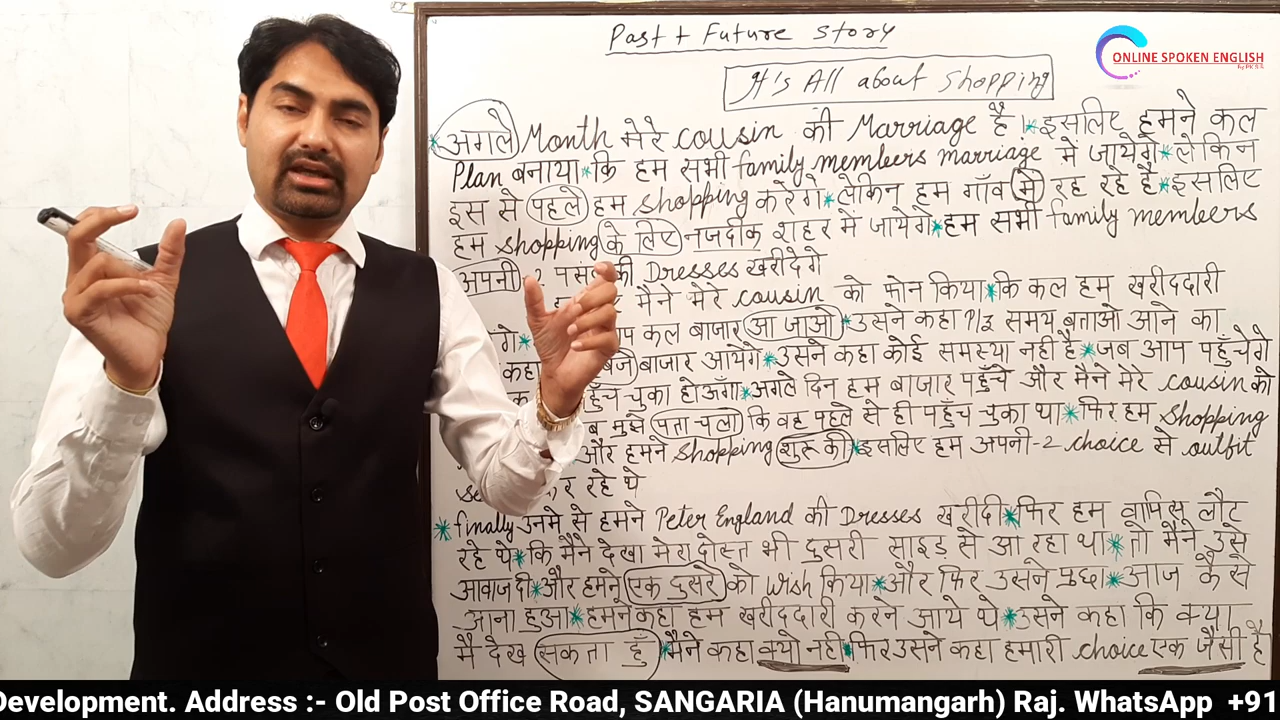 Past + Future Story
ONLINE SPOKEN ENGLISH
It's All about Shopping
* अगले Month मेरे cousin की Marriage है। * इसलिए हमने कल
Plan बनाया * कि हम सभी family members marriage में जायेगे * लेकिन
इस से पहले हम shopping करेगे * लेकिन हम गाँव में रह रहे है * इसलिए
हम shopping के लिए नजदीक शहर में जायेगे * हम सभी family members
अपनी की Dresses खरीदेगे
मैने मेरे cousin को फोन किया * कि कल हम खरीददारी
गे * कल बाजार आ जाओ * उसने कहा Plz समय बताओ आने का
कहा बजे बाजार आयेगे * उसने कहा कोई समस्या नही है * जब आप पहुँचेगे
हुँच चुका होऊँगा * अगले दिन हम बाजार पहुँचे और मैने मेरे cousin को
ब मुझे पता चला कि वह पहले से ही पहुँच चुका था * फिर हम shopping
और हमने shopping शुरू की * इसलिए हम अपनी-2 choice से outfit
र रहे थे
* finally उनमे से हमने Peter England की Dresses खरीदी * फिर हम वापिस लौट
रहे थे * कि मैने देखा मेरा दोस्त भी दुसरी साइड से आ रहा था * तो मैने उसे
आवाज दी * और हमने एक दुसरे को wish किया * और फिर उसने पुछा * आज कैसे
आना हुआ * हमने कहा हम खरीददारी करने आये थे * उसने कहा कि क्या
मै देख सकता हुँ * मैने कहा क्यो नही * फिर उसने कहा हमारी choice एक जैसी है
Development. Address :- Old Post Office Road, SANGARIA (Hanumangarh) Raj. WhatsApp +91